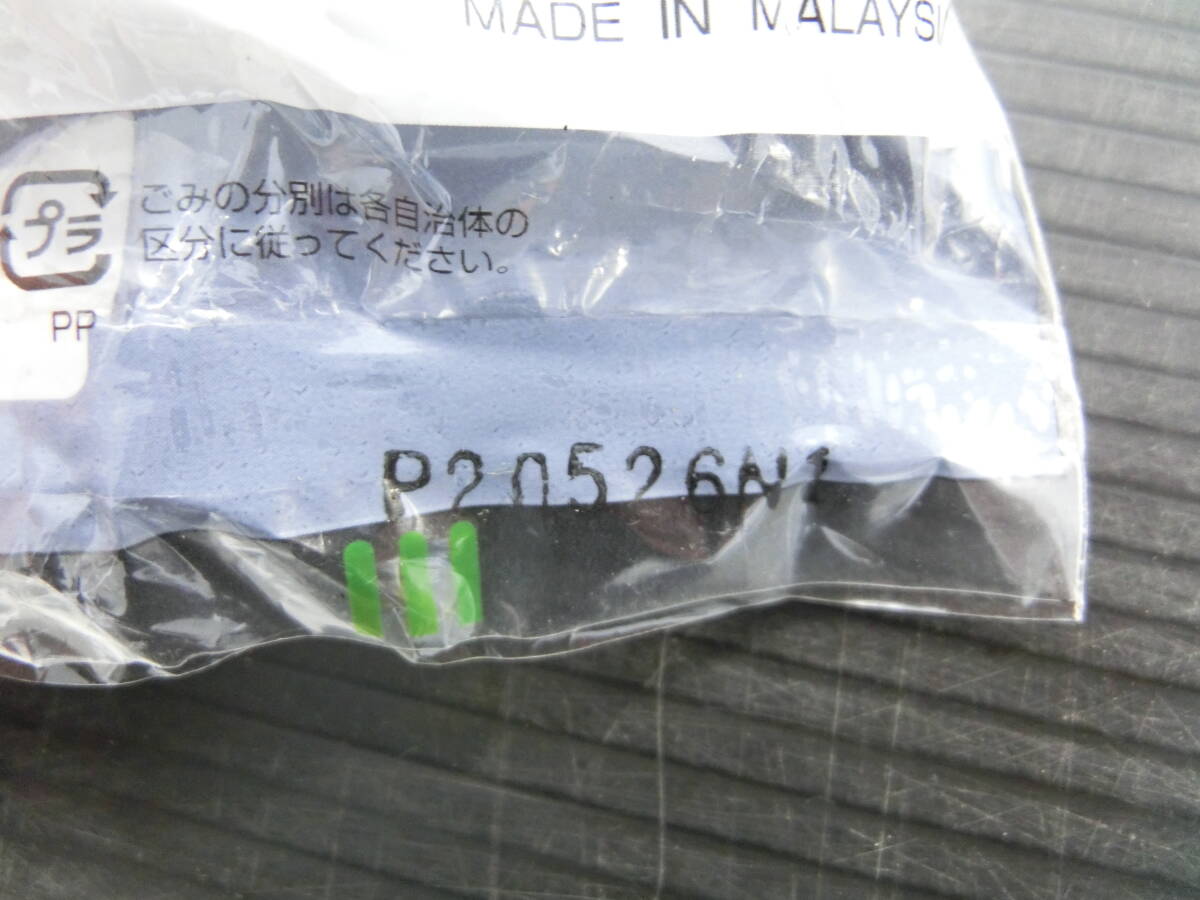 MADE IN MALAYSI
プラ
ごみの分別は各自治体の
区分に従ってください。
PP
P20526N1